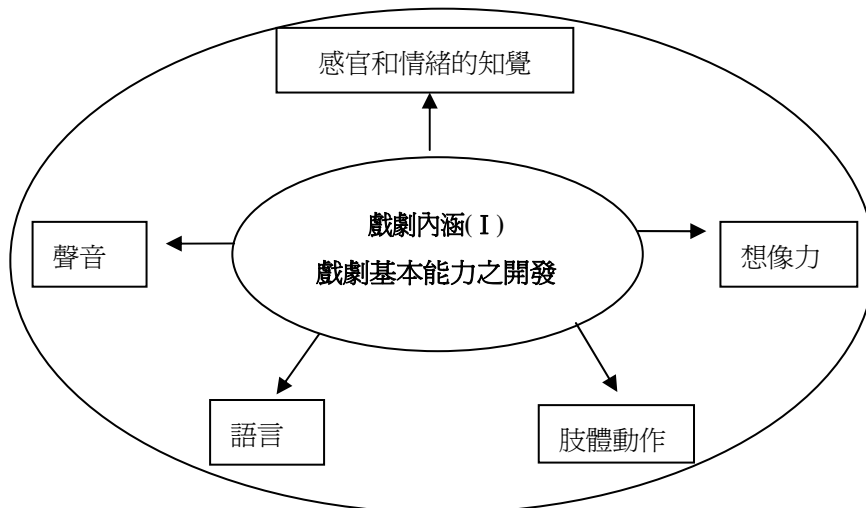 感官和情緒的知覺
戲劇內涵(Ⅰ)
戲劇基本能力之開發
聲音
想像力
語言
肢體動作